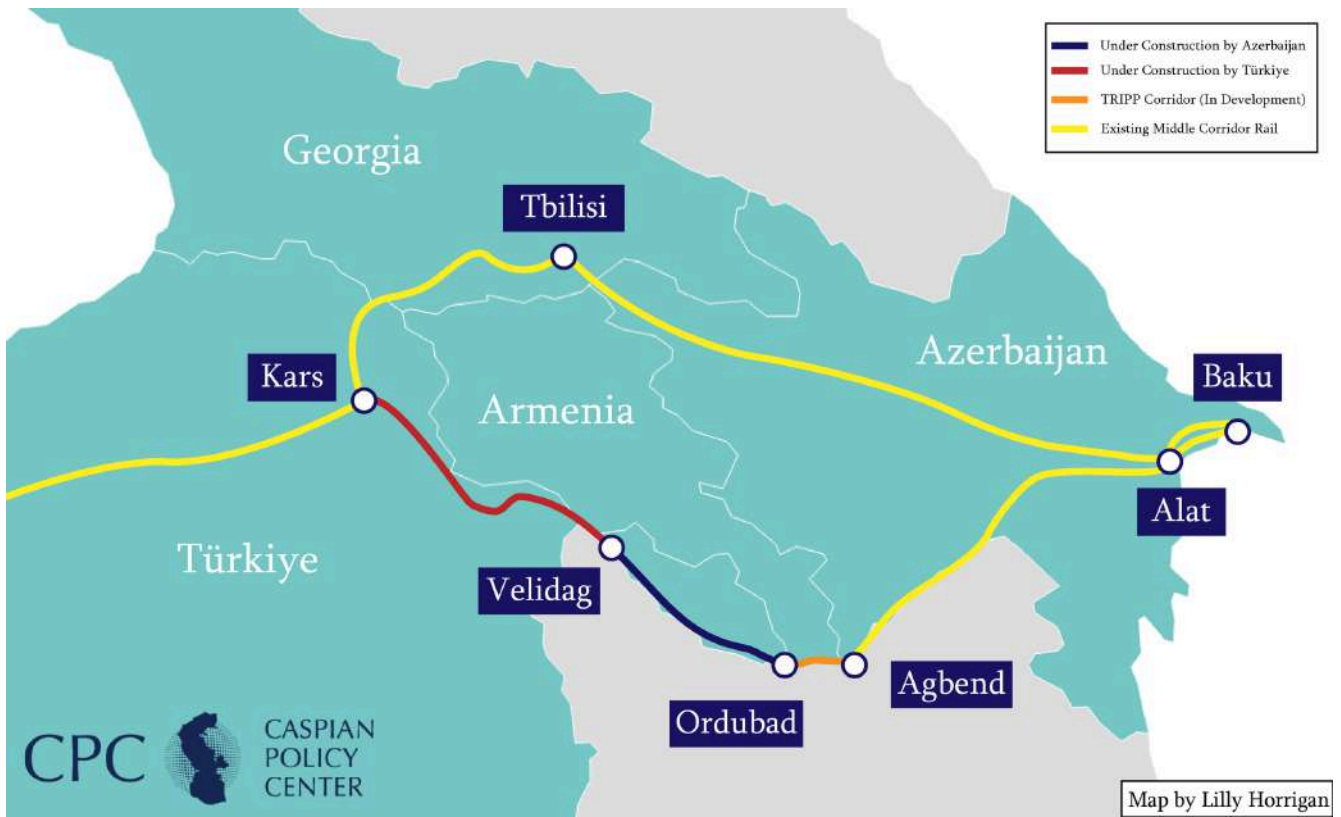 Under Construction by Azerbaijan
Under Construction by Türkiye
TRIPP Corridor (In Development)
Existing Middle Corridor Rail
Georgia
Tbilisi
Azerbaijan
Baku
Kars
Armenia
Alat
Türkiye
Velidag
Agbend
Ordubad
CPC
CASPIAN
POLICY
CENTER
Map by Lilly Horrigan